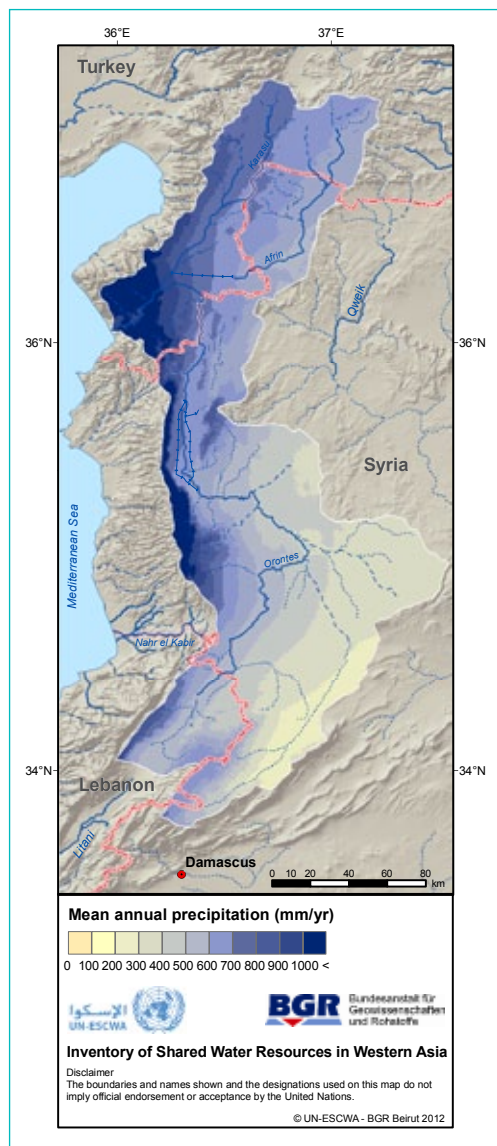 36°E 37°E
Turkey
Karasu
Afrin
Qweik
36°N 36°N
Syria
Mediterranean Sea
Orontes
Nahr el Kabir
34°N 34°N
Lebanon
Litani
Damascus
0 10 20 40 60 80
km
Mean annual precipitation (mm/yr)
0 100 200 300 400 500 600 700 800 900 1000 <
الإسكوا
UN-ESCWA
BGR
Bundesanstalt für
Geowissenschaften
und Rohstoffe
Inventory of Shared Water Resources in Western Asia
Disclaimer
The boundaries and names shown and the designations used on this map do not
imply official endorsement or acceptance by the United Nations.
© UN-ESCWA - BGR Beirut 2012